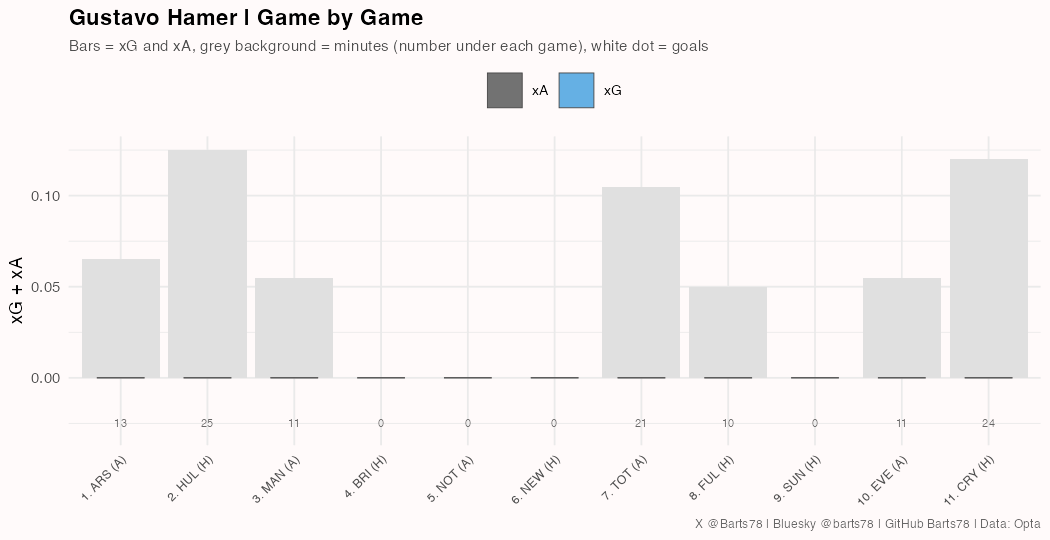 Gustavo Hamer | Game by Game
Bars = xG and xA, grey background = minutes (number under each game), white dot = goals
xA xG
xG + xA
0.10
0.05
0.00
13 25 11 0 0 0 21 10 0 11 24
1. ARS (A) 2. HUL (H) 3. MAN (A) 4. BRI (H) 5. NOT (A) 6. NEW (H) 7. TOT (A) 8. FUL (H) 9. SUN (H) 10. EVE (A) 11. CRY (H)
X @Barts78 | Bluesky @barts78 | GitHub Barts78 | Data: Opta